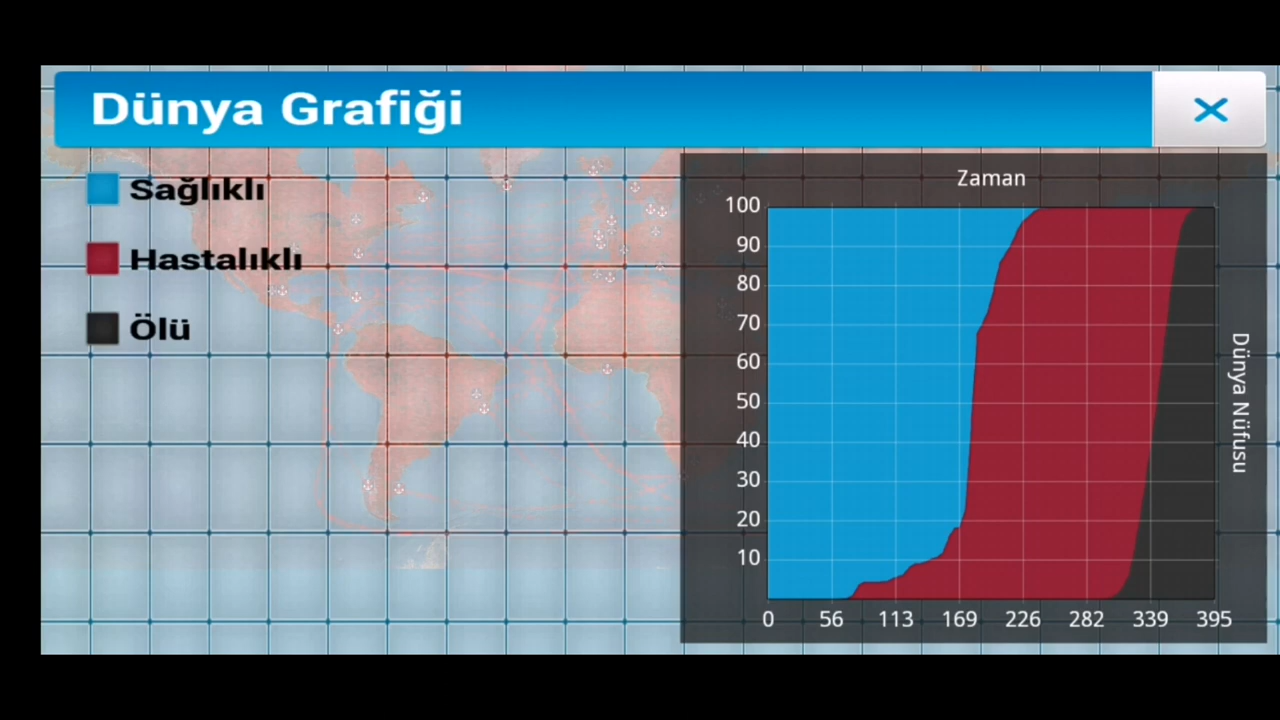 Dünya Grafiği
Sağlıklı
Hastalıklı
Ölü
Zaman
100
90
80
70
60
50
40
30
20
10
0 56 113 169 226 282 339 395
Dünya Nüfusu